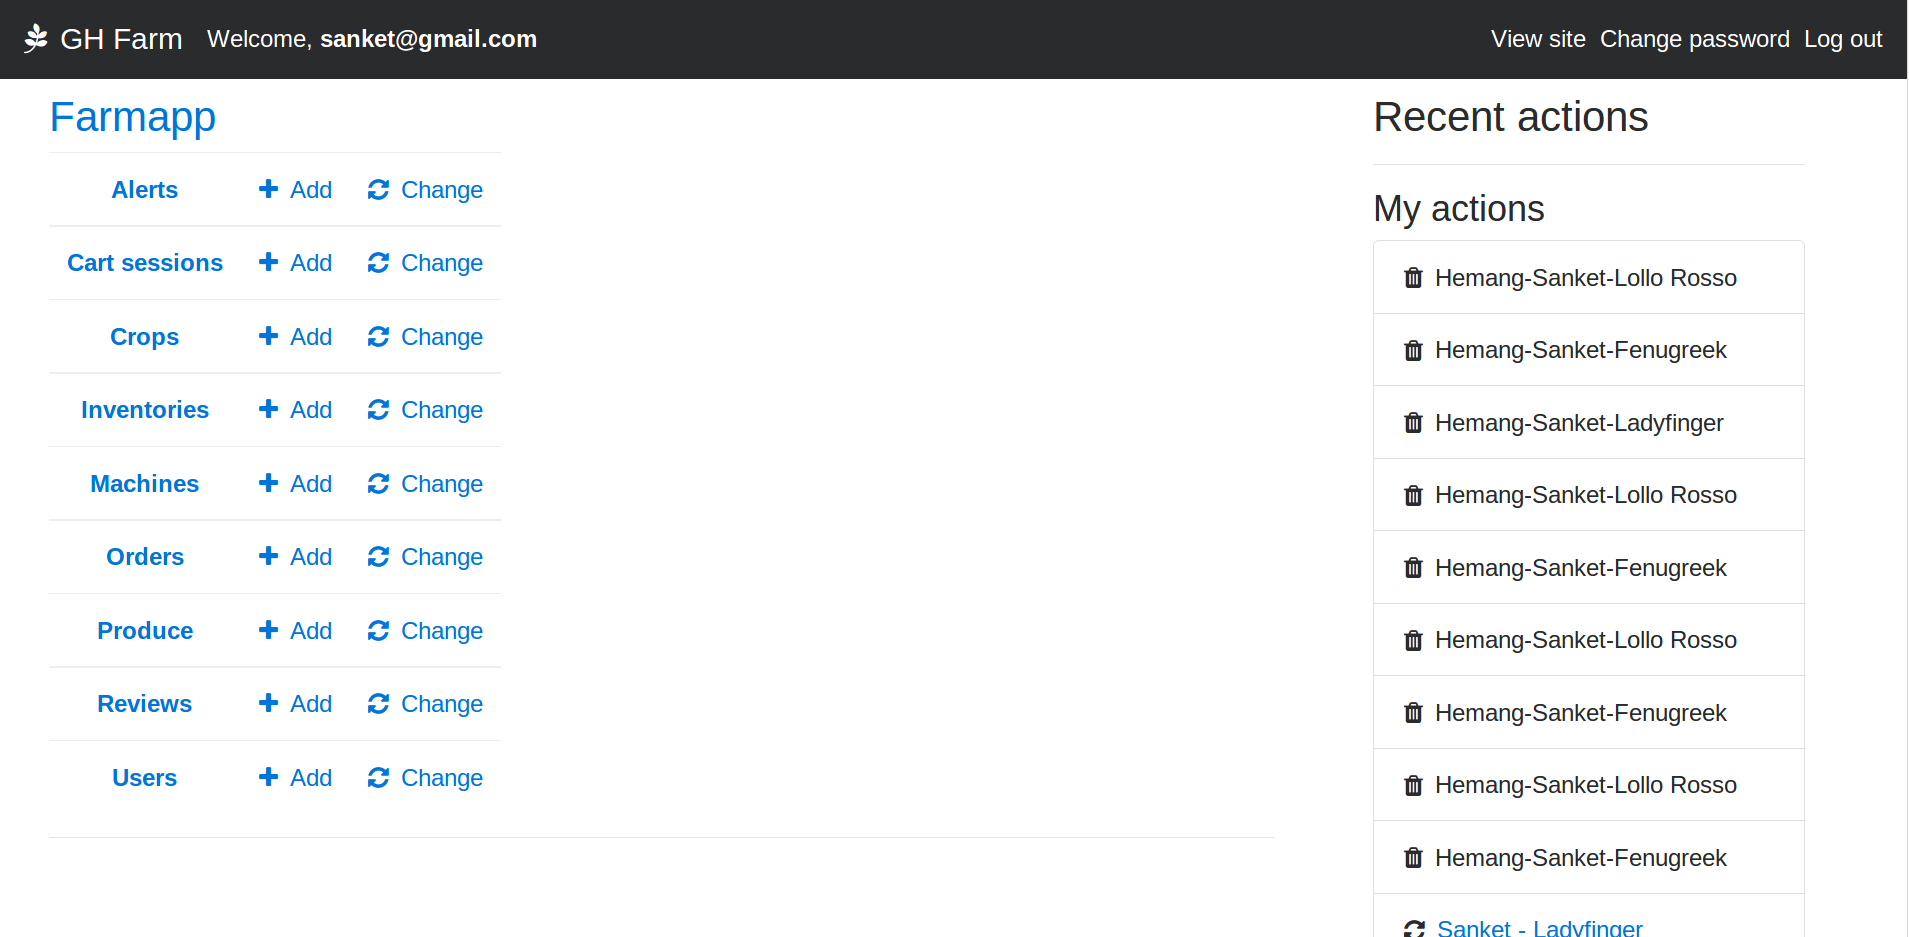 GH Farm Welcome, sanket@gmail.com View site Change password Log out
Farmapp
Alerts Add Change
Cart sessions Add Change
Crops Add Change
Inventories Add Change
Machines Add Change
Orders Add Change
Produce Add Change
Reviews Add Change
Users Add Change
Recent actions
My actions
Hemang-Sanket-Lollo Rosso
Hemang-Sanket-Fenugreek
Hemang-Sanket-Ladyfinger
Hemang-Sanket-Lollo Rosso
Hemang-Sanket-Fenugreek
Hemang-Sanket-Lollo Rosso
Hemang-Sanket-Fenugreek
Hemang-Sanket-Lollo Rosso
Hemang-Sanket-Fenugreek
Sanket - Ladyfinger